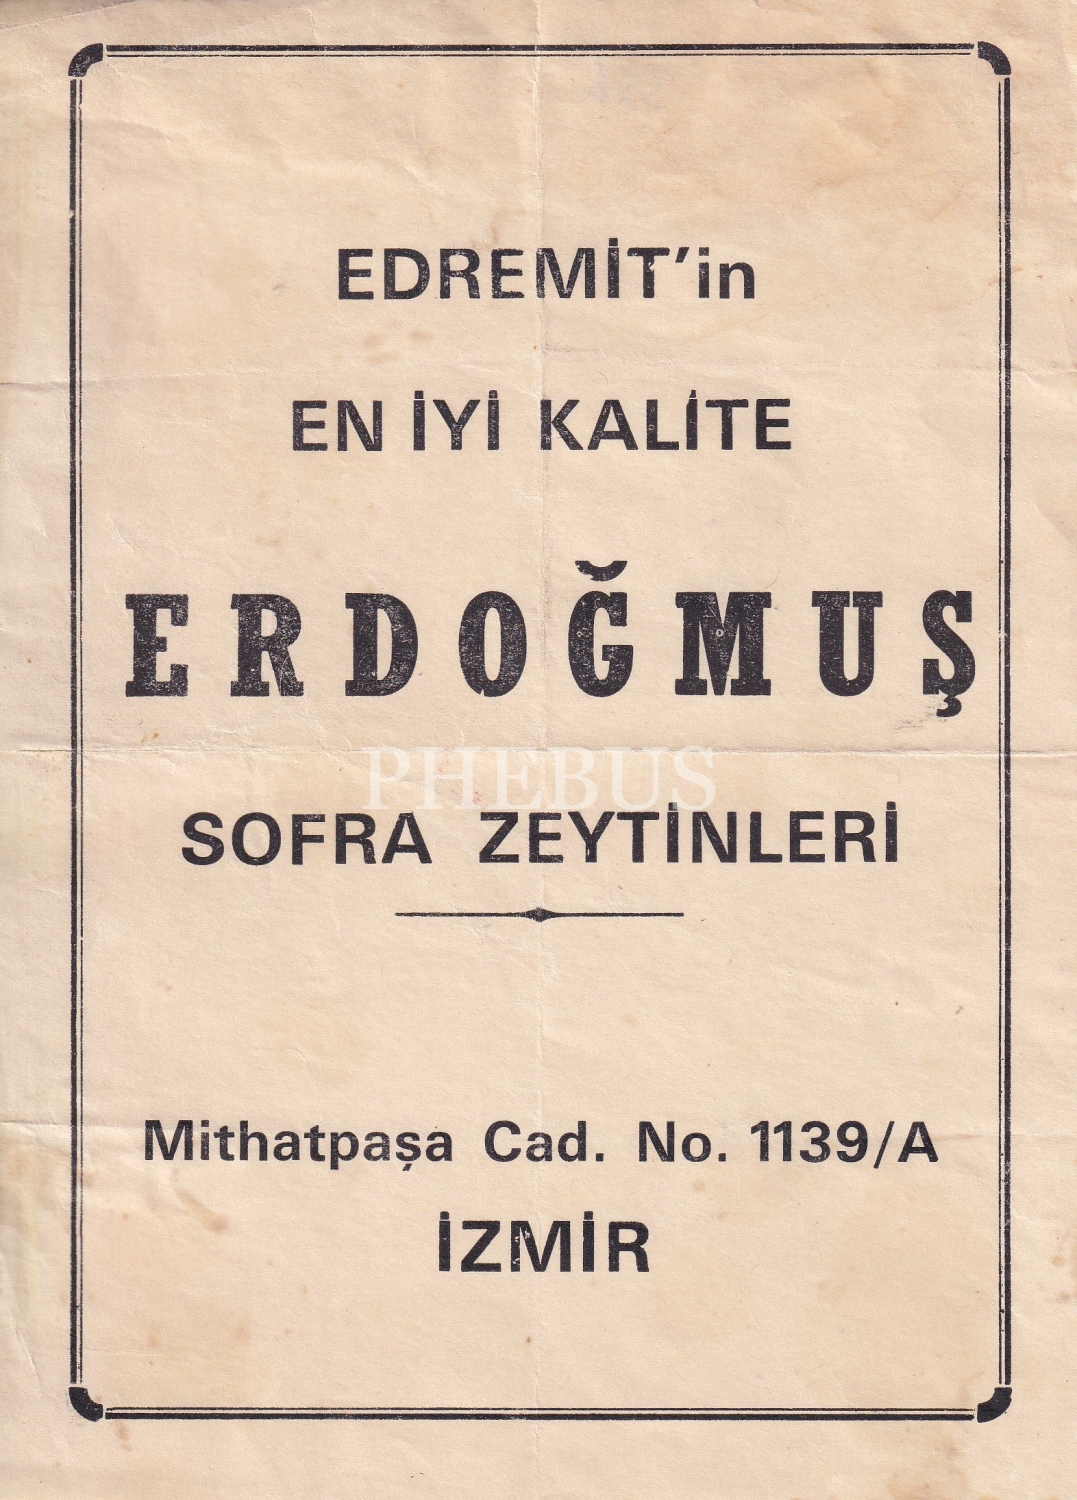 EDREMİT'in
EN İYİ KALİTE
ERDOĞMUŞ
PHEBUS
SOFRA ZEYTİNLERİ
Mithatpaşa Cad. No. 1139/A
İZMİR